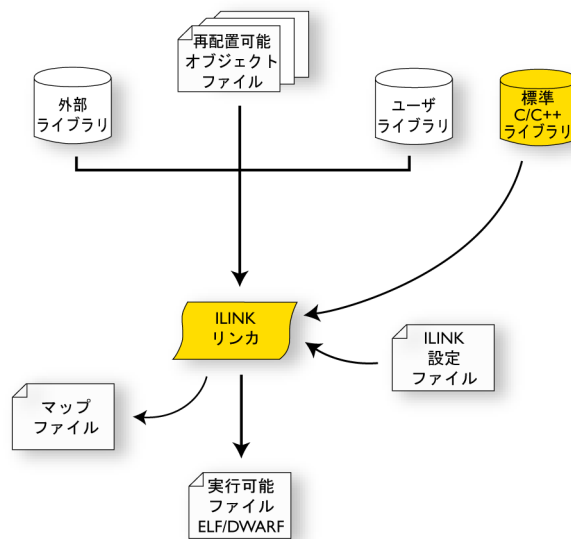 再配置可能
オブジェクト
ファイル
外部
ライブラリ
ユーザ
ライブラリ
標準
C/C++
ライブラリ
ILINK
リンカ
ILINK
設定
ファイル
マップ
ファイル
実行可能
ファイル
ELF/DWARF